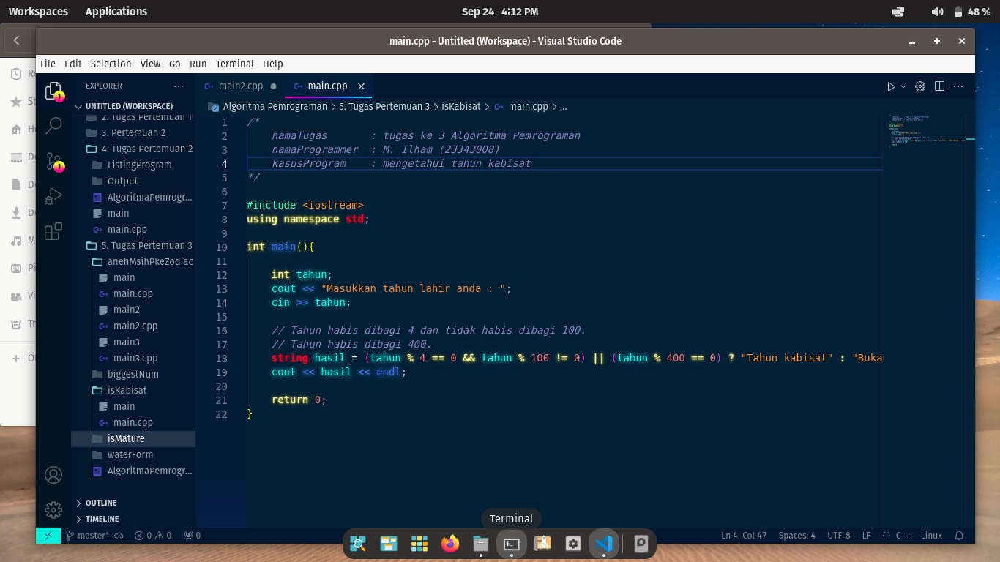 Workspaces Applications Sep 24 4:12 PM 48 %
main.cpp - Untitled (Workspace) - Visual Studio Code
File Edit Selection View Go Run Terminal Help
EXPLORER
main2.cpp main.cpp
UNTITLED (WORKSPACE)
Algoritma Pemrograman > 5. Tugas Pertemuan 3 > isKabisat > main.cpp > ...
2. Tugas Pertemuan 1
3. Pertemuan 2
4. Tugas Pertemuan 2
ListingProgram
Output
AlgoritmaPemrogr...
main
main.cpp
5. Tugas Pertemuan 3
anehMsihPkeZodiac
main
main.cpp
main2
main2.cpp
main3
main3.cpp
biggestNum
isKabisat
main
main.cpp
isMature
waterForm
AlgoritmaPemrogr...
OUTLINE
TIMELINE
1 /*
2 namaTugas : tugas ke 3 Algoritma Pemrograman
3 namaProgrammer : M. Ilham (23343008)
4 kasusProgram : mengetahui tahun kabisat
5 */
6
7 #include <iostream>
8 using namespace std;
9
10 int main(){
11
12 int tahun;
13 cout << "Masukkan tahun lahir anda : ";
14 cin >> tahun;
15
16 // Tahun habis dibagi 4 dan tidak habis dibagi 100.
17 // Tahun habis dibagi 400.
18 string hasil = (tahun % 4 == 0 && tahun % 100 != 0) || (tahun % 400 == 0) ? "Tahun kabisat" : "Buka
19 cout << hasil << endl;
20
21 return 0;
22 }
Terminal
master* 0 0 0 Ln 4, Col 47 Spaces: 4 UTF-8 LF {} C++ Linux